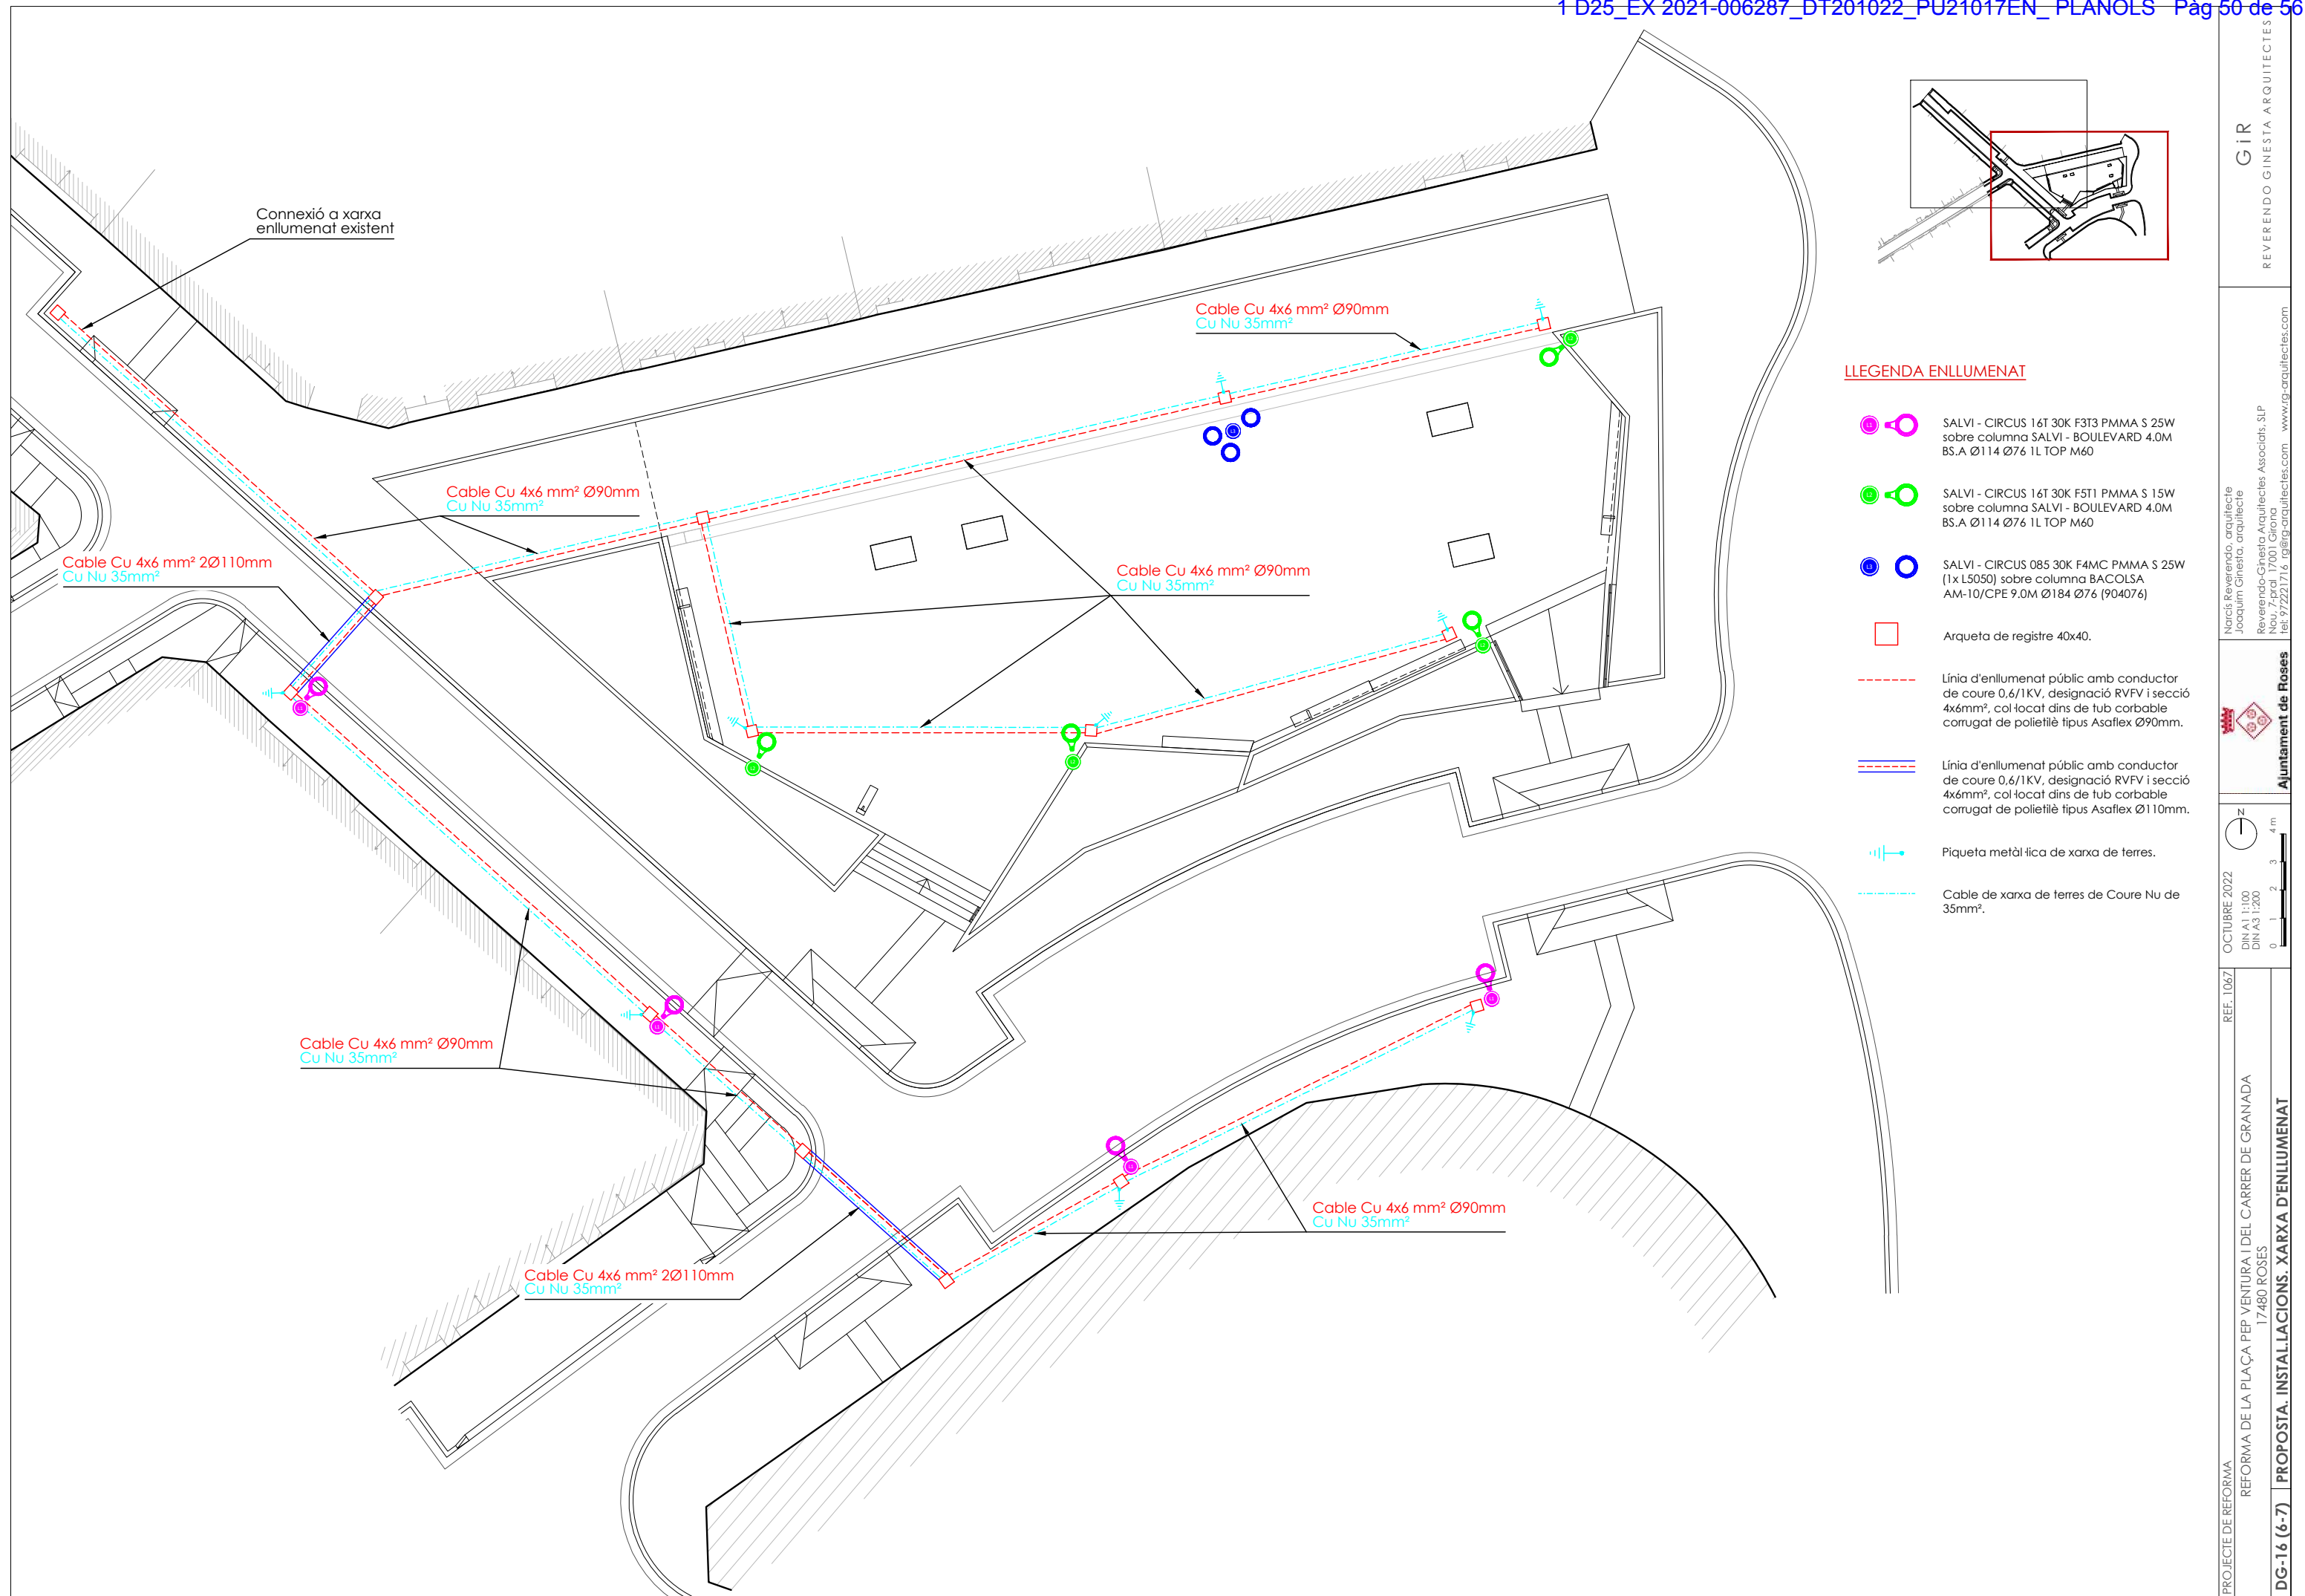 1 D25_EX 2021-006287_DT201022_PU21017EN_ PLANOLS Pàg 50 de 56
Connexió a xarxa
enllumenat existent
Cable Cu 4x6 mm² Ø90mm
Cu Nu 35mm²
Cable Cu 4x6 mm² Ø90mm
Cu Nu 35mm²
Cable Cu 4x6 mm² 2Ø110mm
Cu Nu 35mm²
Cable Cu 4x6 mm² Ø90mm
Cu Nu 35mm²
Cable Cu 4x6 mm² Ø90mm
Cu Nu 35mm²
Cable Cu 4x6 mm² Ø90mm
Cu Nu 35mm²
Cable Cu 4x6 mm² 2Ø110mm
Cu Nu 35mm²
LLEGENDA ENLLUMENAT
SALVI - CIRCUS 16T 30K F3T3 PMMA S 25W
sobre columna SALVI - BOULEVARD 4.0M
BS.A Ø114 Ø76 1L TOP M60
SALVI - CIRCUS 16T 30K F5T1 PMMA S 15W
sobre columna SALVI - BOULEVARD 4.0M
BS.A Ø114 Ø76 1L TOP M60
SALVI - CIRCUS 085 30K F4MC PMMA S 25W
(1x L5050) sobre columna BACOLSA
AM-10/CPE 9.0M Ø184 Ø76 (904076)
Arqueta de registre 40x40.
Línia d'enllumenat públic amb conductor
de coure 0,6/1KV, designació RVFV i secció
4x6mm², col·locat dins de tub corbable
corrugat de polietilè tipus Asaflex Ø90mm.
Línia d'enllumenat públic amb conductor
de coure 0,6/1KV, designació RVFV i secció
4x6mm², col·locat dins de tub corbable
corrugat de polietilè tipus Asaflex Ø110mm.
Piqueta metàl·lica de xarxa de terres.
Cable de xarxa de terres de Coure Nu de
35mm².
GiR
REVERENDO GINESTA ARQUITECTES
Narcís Reverendo, arquitecte
Joaquim Ginesta, arquitecte
Reverendo-Ginesta Arquitectes Associats, SLP
Nou, 7-pral 17001 Girona
tel: 972221716 rg@rg-arquitectes.com www.rg-arquitectes.com
Ajuntament de Roses
N
OCTUBRE 2022
DIN A1 1:100
DIN A3 1:200
0 1 2 3 4 m
REF. 1067
PROJECTE DE REFORMA
REFORMA DE LA PLAÇA PEP VENTURA I DEL CARRER DE GRANADA
17480 ROSES
DG-16 (6-7) PROPOSTA. INSTAL.LACIONS. XARXA D'ENLLUMENAT